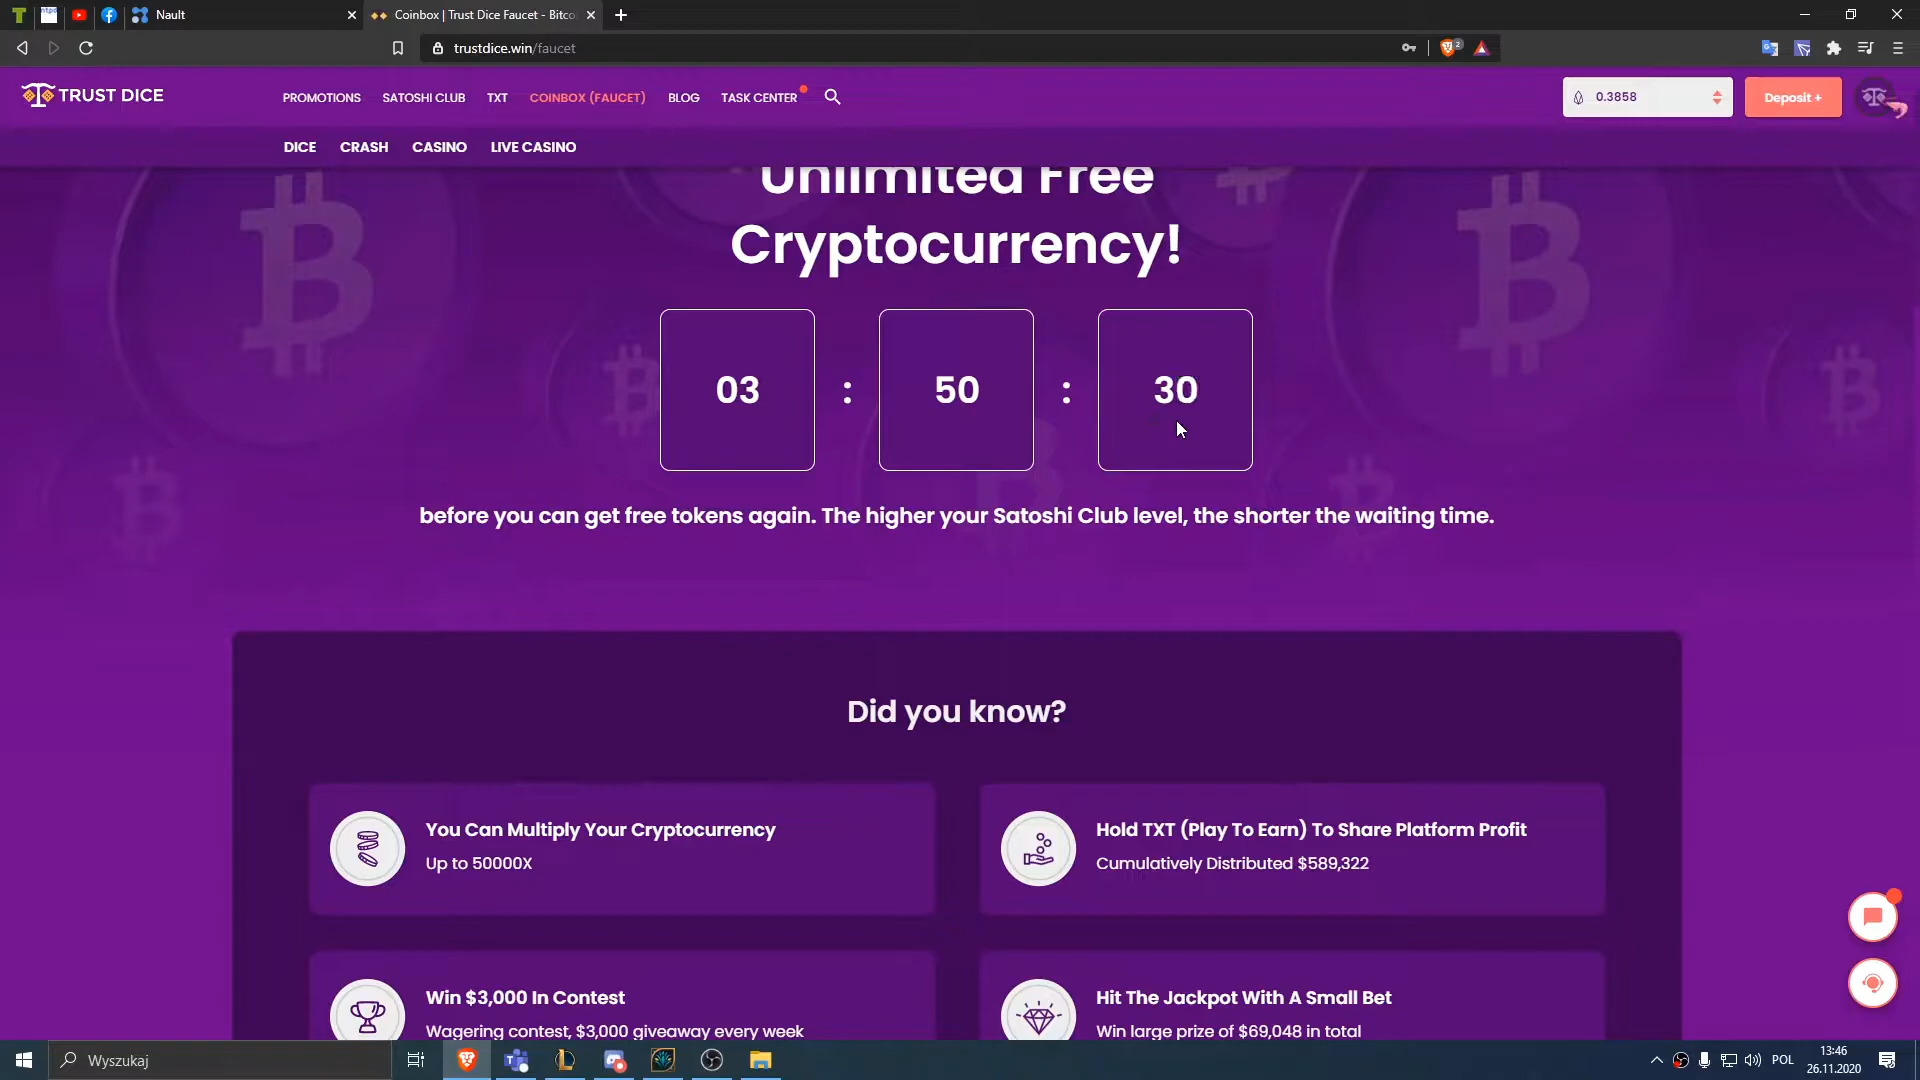 Nault
Coinbox | Trust Dice Faucet - Bitco
trustdice.win/faucet
2
TRUST DICE
PROMOTIONS
SATOSHI CLUB
TXT
COINBOX (FAUCET)
BLOG
TASK CENTER
0.3858
Deposit +
DICE
CRASH
CASINO
LIVE CASINO
Unlimited Free
Cryptocurrency!
03 : 50 : 30
before you can get free tokens again. The higher your Satoshi Club level, the shorter the waiting time.
Did you know?
You Can Multiply Your Cryptocurrency
Up to 50000X
Hold TXT (Play To Earn) To Share Platform Profit
Cumulatively Distributed $589,322
Win $3,000 In Contest
Wagering contest, $3,000 giveaway every week
Hit The Jackpot With A Small Bet
Win large prize of $69,048 in total
Wyszukaj
POL
13:46
26.11.2020